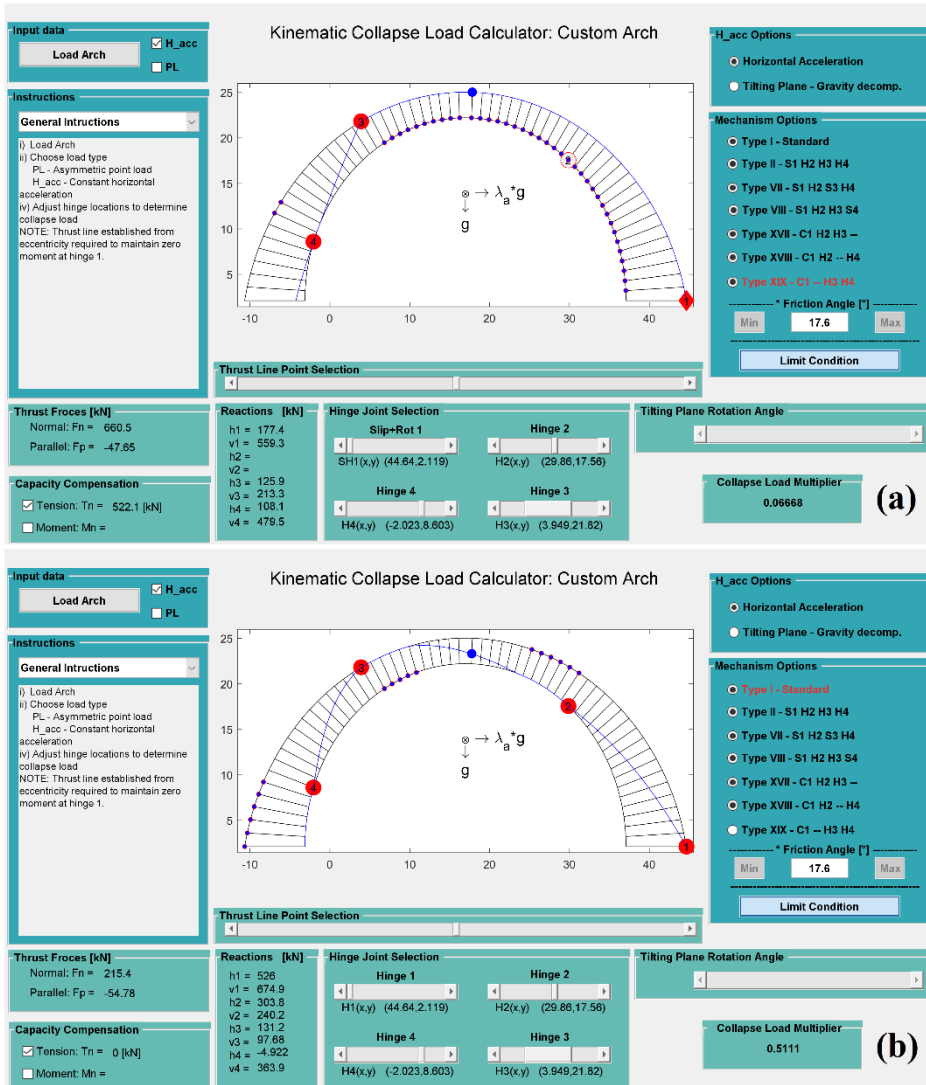 Input data
Load Arch
H_acc
PL
Instructions
General Intructions
i) Load Arch
ii) Choose load type
PL - Asymmetric point load
H_acc - Constant horizontal
acceleration
iv) Adjust hinge locations to determine
collapse load
NOTE: Thrust line established from
eccentricity required to maintain zero
moment at hinge 1.
Kinematic Collapse Load Calculator: Custom Arch
25
20
15
10
5
-10
0
10
20
30
40
3
4
2
1
⊗ → λa*g
↓
g
H_acc Options
Horizontal Acceleration
Tilting Plane - Gravity decomp.
Mechanism Options
Type I - Standard
Type II - S1 H2 H3 H4
Type VII - S1 H2 S3 H4
Type VIII - S1 H2 H3 S4
Type XVII - C1 H2 H3 --
Type XVIII - C1 H2 -- H4
Type XIX - C1 -- H3 H4
------------ * Friction Angle [°] ------------
Min 17.6 Max
Limit Condition
Thrust Line Point Selection
Thrust Froces [kN]
Normal: Fn = 660.5
Parallel: Fp = -47.65
Capacity Compensation
Tension: Tn = 522.1 [kN]
Moment: Mn =
Reactions [kN]
h1 = 177.4
v1 = 559.3
h2 =
v2 =
h3 = 125.9
v3 = 213.3
h4 = 108.1
v4 = 479.5
Hinge Joint Selection
Slip+Rot 1
SH1(x,y) (44.64,2.119)
Hinge 2
H2(x,y) (29.86,17.56)
Hinge 4
H4(x,y) (-2.023,8.603)
Hinge 3
H3(x,y) (3.949,21.82)
Tilting Plane Rotation Angle
Collapse Load Multiplier
0.06668
(a)
Input data
Load Arch
H_acc
PL
Instructions
General Intructions
i) Load Arch
ii) Choose load type
PL - Asymmetric point load
H_acc - Constant horizontal
acceleration
iv) Adjust hinge locations to determine
collapse load
NOTE: Thrust line established from
eccentricity required to maintain zero
moment at hinge 1.
Kinematic Collapse Load Calculator: Custom Arch
25
20
15
10
5
-10
0
10
20
30
40
3
4
2
1
⊗ → λa*g
↓
g
H_acc Options
Horizontal Acceleration
Tilting Plane - Gravity decomp.
Mechanism Options
Type I - Standard
Type II - S1 H2 H3 H4
Type VII - S1 H2 S3 H4
Type VIII - S1 H2 H3 S4
Type XVII - C1 H2 H3 --
Type XVIII - C1 H2 -- H4
Type XIX - C1 -- H3 H4
------------ * Friction Angle [°] ------------
Min 17.6 Max
Limit Condition
Thrust Line Point Selection
Thrust Froces [kN]
Normal: Fn = 215.4
Parallel: Fp = -54.78
Capacity Compensation
Tension: Tn = 0 [kN]
Moment: Mn =
Reactions [kN]
h1 = 526
v1 = 674.9
h2 = 303.8
v2 = 240.2
h3 = 131.2
v3 = 97.68
h4 = -4.922
v4 = 363.9
Hinge Joint Selection
Hinge 1
H1(x,y) (44.64,2.119)
Hinge 2
H2(x,y) (29.86,17.56)
Hinge 4
H4(x,y) (-2.023,8.603)
Hinge 3
H3(x,y) (3.949,21.82)
Tilting Plane Rotation Angle
Collapse Load Multiplier
0.5111
(b)